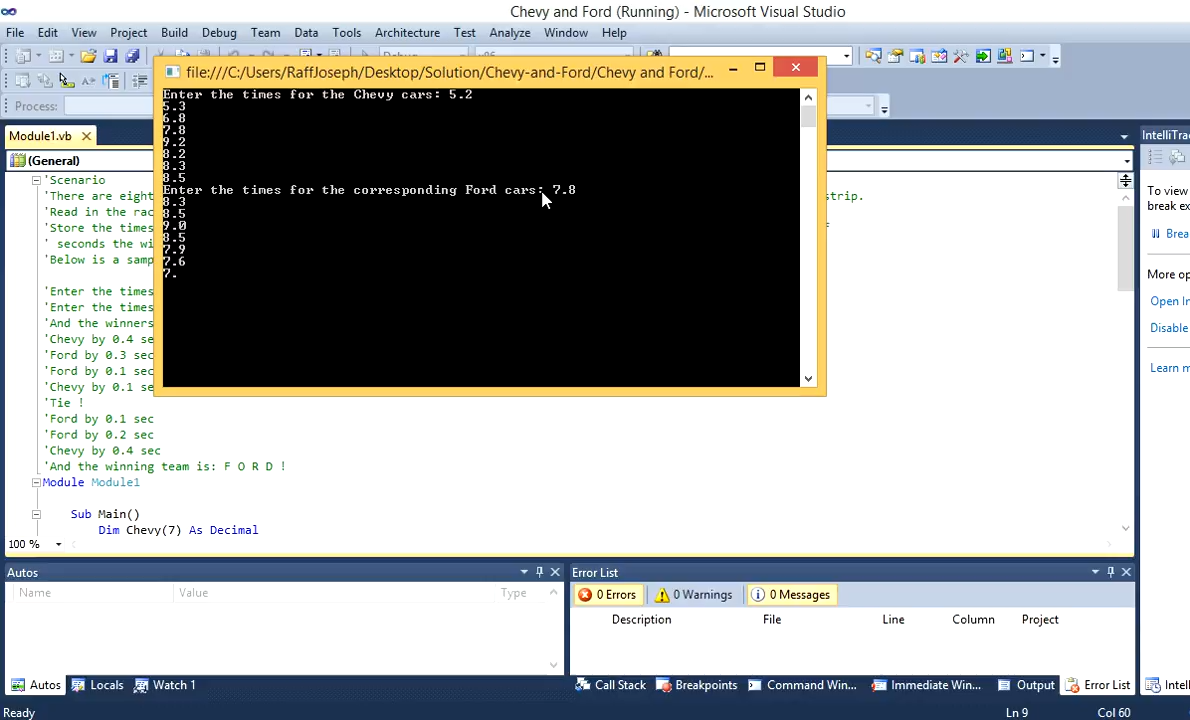 Chevy and Ford (Running) - Microsoft Visual Studio
File Edit View Project Build Debug Team Data Tools Architecture Test Analyze Window Help
Debug x86
Process:
file:///C:/Users/RaffJoseph/Desktop/Solution/Chevy-and-Ford/Chevy and Ford/...
Enter the times for the Chevy cars: 5.2
5.3
6.8
7.8
9.2
8.2
8.3
8.5
Enter the times for the corresponding Ford cars: 7.8
8.3
8.5
9.0
8.5
7.9
7.6
7.
Module1.vb
IntelliTra
(General)
'Scenario
'There are eigh strip.
'Read in the rac
'Store the times
' seconds the wi
'Below is a samp
'Enter the times
'Enter the times
'And the winners
'Chevy by 0.4 se
'Ford by 0.3 sec
'Ford by 0.1 sec
'Chevy by 0.1 se
'Tie !
'Ford by 0.1 sec
'Ford by 0.2 sec
'Chevy by 0.4 sec
'And the winning team is: F O R D !
Module Module1
Sub Main()
Dim Chevy(7) As Decimal
100 %
To view
break ex
Brea
More op
Open In
Disable
Learn m
Autos
Name Value Type
Error List
0 Errors 0 Warnings 0 Messages
Description File Line Column Project
Autos Locals Watch 1
Call Stack Breakpoints Command Win... Immediate Win... Output Error List Intell
Ready Ln 9 Col 60